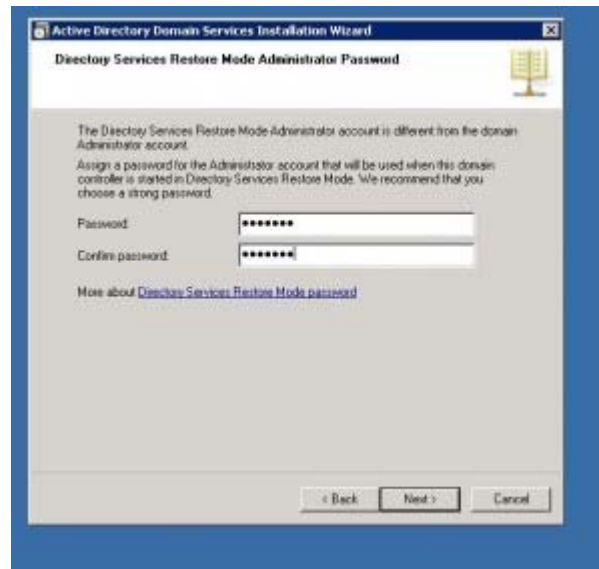 Active Directory Domain Services Installation Wizard
Directory Services Restore Mode Administrator Password
The Directory Services Restore Mode Administrator account is different from the domain
Administrator account.
Assign a password for the Administrator account that will be used when this domain
controller is started in Directory Services Restore Mode. We recommend that you
choose a strong password.
Password:
•••••••
Confirm password:
•••••••
More about Directory Services Restore Mode password
< Back
Next >
Cancel